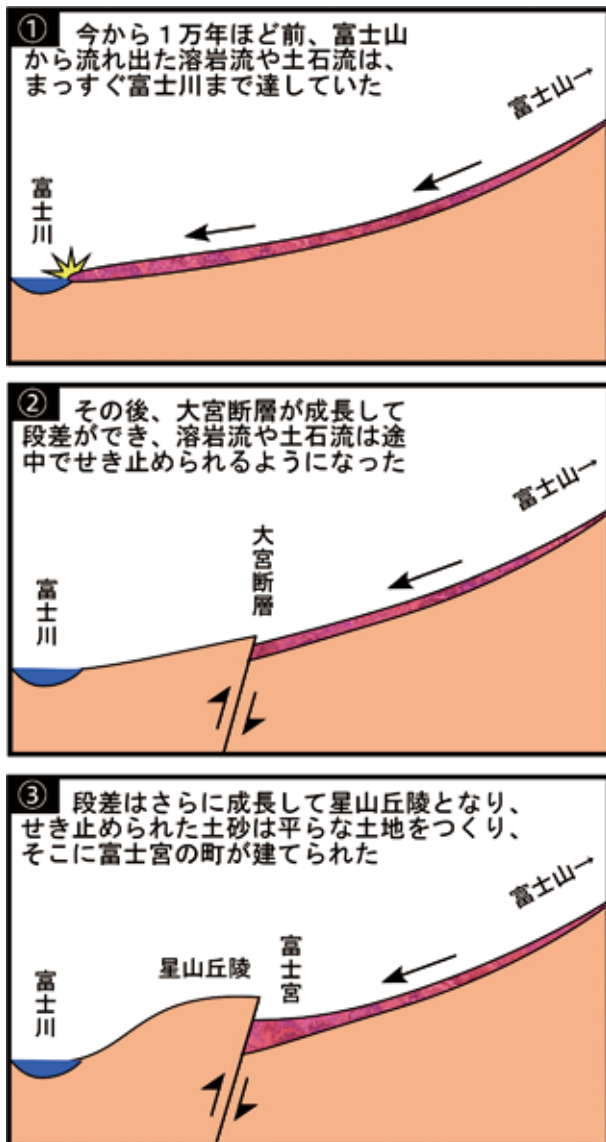 ① 今から1万年ほど前、富士山
から流れ出た溶岩流や土石流は、
まっすぐ富士川まで達していた
富士山→
富士川
② その後、大宮断層が成長して
段差ができ、溶岩流や土石流は途
中でせき止められるようになった
富士山→
大宮断層
富士川
③ 段差はさらに成長して星山丘陵となり、
せき止められた土砂は平らな土地をつくり、
そこに富士宮の町が建てられた
富士山→
富士宮
星山丘陵
富士川